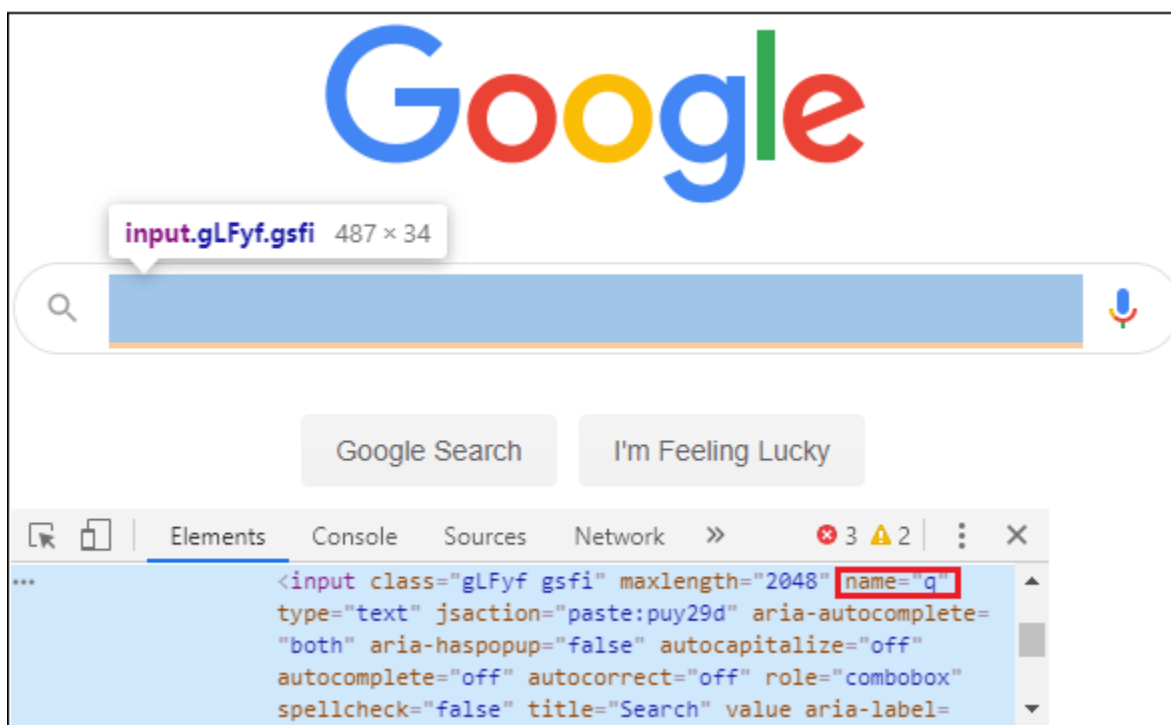 Google
input.gLFyf.gsfi 487 × 34
Google Search I'm Feeling Lucky
Elements Console Sources Network » 3 2
... <input class="gLFyf gsfi" maxlength="2048" name="q"
type="text" jsaction="paste:puy29d" aria-autocomplete=
"both" aria-haspopup="false" autocapitalize="off"
autocomplete="off" autocorrect="off" role="combobox"
spellcheck="false" title="Search" value aria-label=